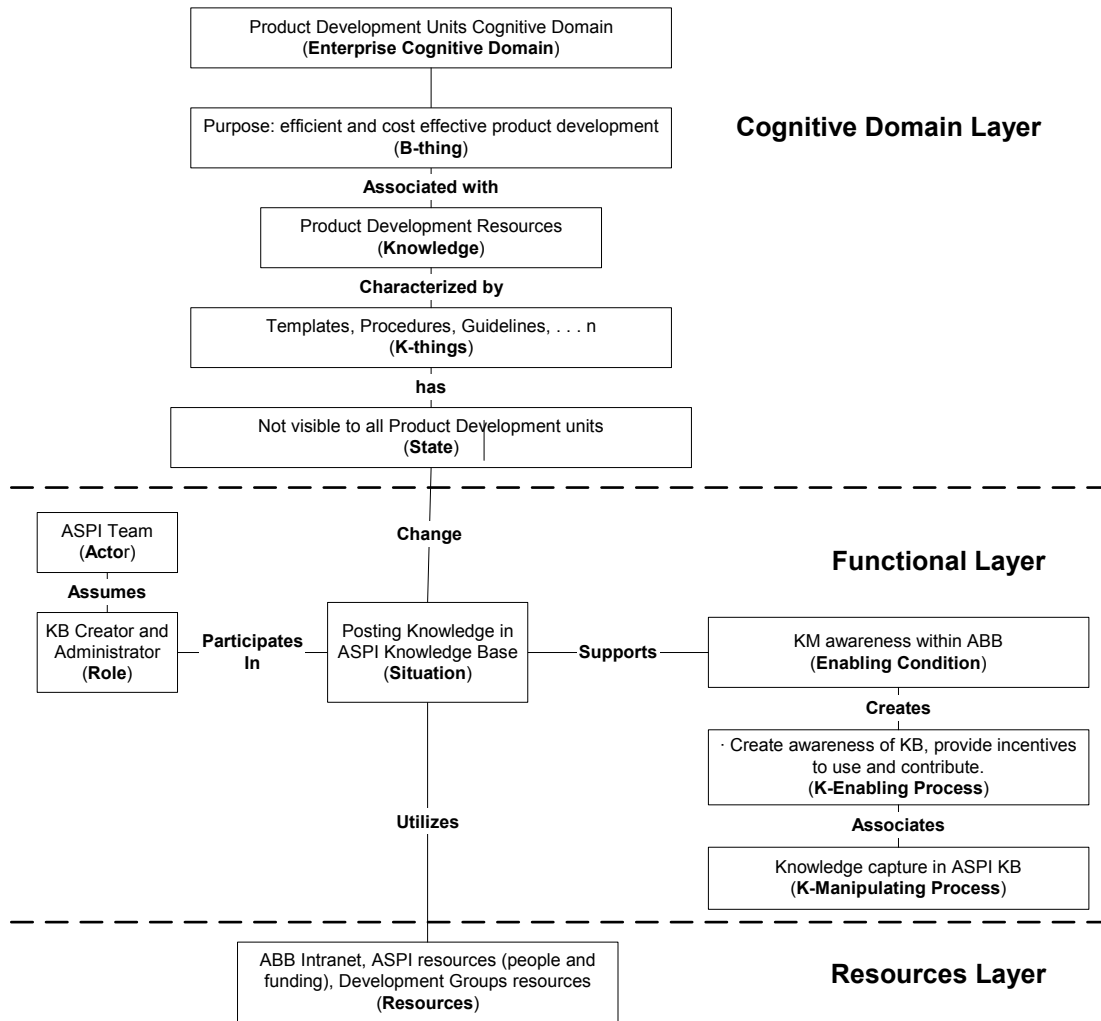 Product Development Units Cognitive Domain
(Enterprise Cognitive Domain)
Purpose: efficient and cost effective product development
(B-thing)
Cognitive Domain Layer
Associated with
Product Development Resources
(Knowledge)
Characterized by
Templates, Procedures, Guidelines, . . . n
(K-things)
has
Not visible to all Product Development units
(State)
ASPI Team
(Actor)
Change
Functional Layer
Assumes
KB Creator and
Administrator
(Role)
Participates
In
Posting Knowledge in
ASPI Knowledge Base
(Situation)
Supports
KM awareness within ABB
(Enabling Condition)
Creates
· Create awareness of KB, provide incentives
to use and contribute.
(K-Enabling Process)
Utilizes
Associates
Knowledge capture in ASPI KB
(K-Manipulating Process)
ABB Intranet, ASPI resources (people and
funding), Development Groups resources
(Resources)
Resources Layer